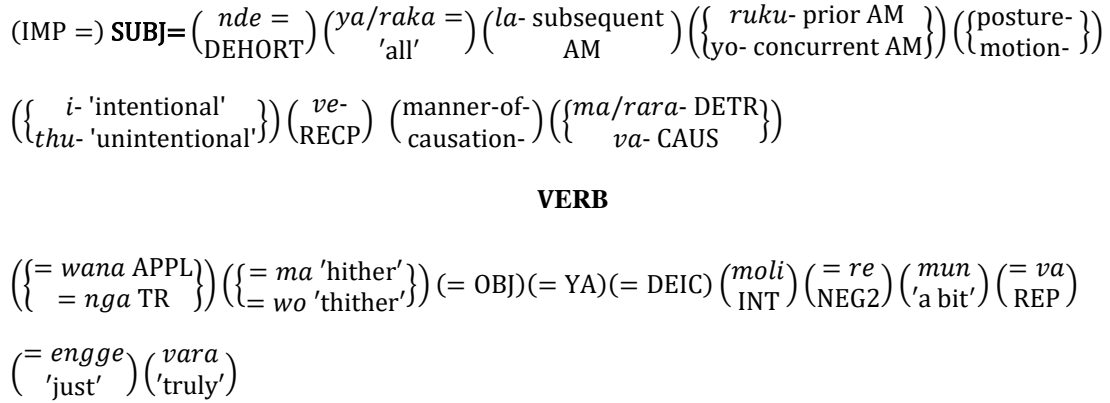 (IMP =) SUBJ= (nde = DEHORT) (ya/raka = 'all') (la- subsequent AM) ({ruku- prior AM yo- concurrent AM}) ({posture- motion-})
({i- 'intentional' thu- 'unintentional'}) (ve- RECP) (manner-of- causation-) ({ma/rara- DETR va- CAUS})
VERB
({= wana APPL = nga TR}) ({= ma 'hither' = wo 'thither'}) (= OBJ)(= YA)(= DEIC) (moli INT) (= re NEG2) (mun 'a bit') (= va REP)
(= engge 'just') (vara 'truly')